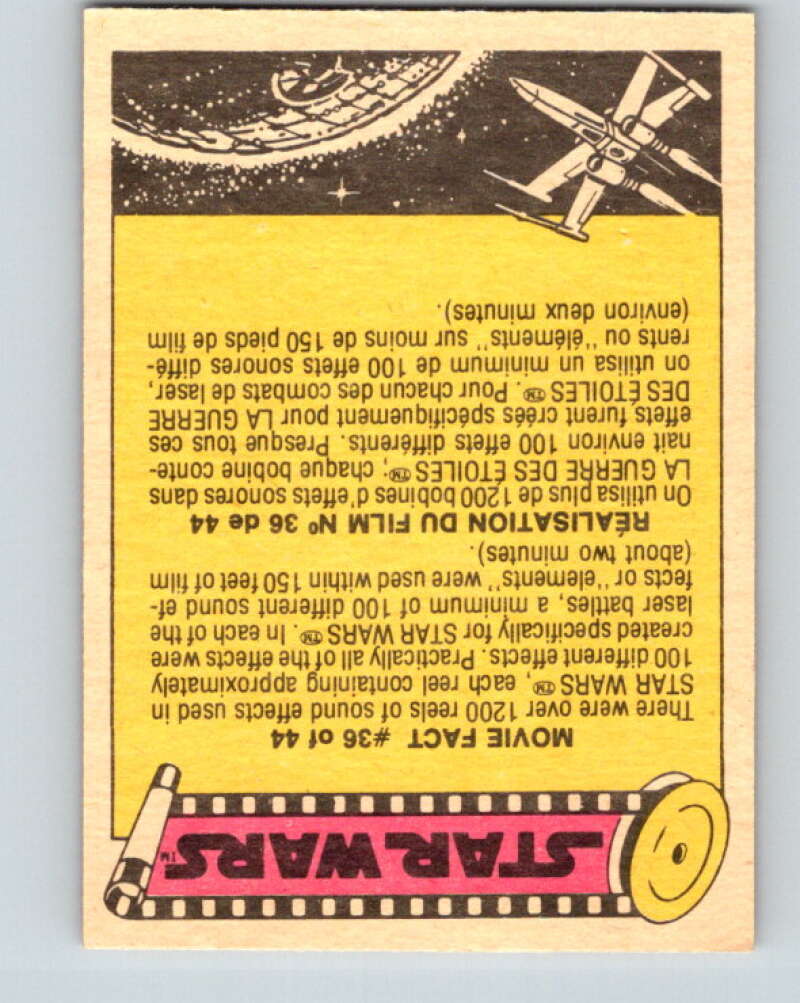 STAR WARS™
MOVIE FACT #36 of 44
There were over 1200 reels of sound effects used in
STAR WARS ™, each reel containing approximately
100 different effects. Practically all of the effects were
created specifically for STAR WARS ™. In each of the
laser battles, a minimum of 100 different sound ef-
fects or "elements" were used within 150 feet of film
(about two minutes).
RÉALISATION DU FILM Nº 36 de 44
On utilisa plus de 1200 bobines d'effets sonores dans
LA GUERRE DES ÉTOILES ™; chaque bobine conte-
nait environ 100 effets différents. Presque tous ces
effets furent créés spécifiquement pour LA GUERRE
DES ÉTOILES ™. Pour chacun des combats de laser,
on utilisa un minimum de 100 effets sonores diffé-
rents ou "éléments" sur moins de 150 pieds de film
(environ deux minutes).